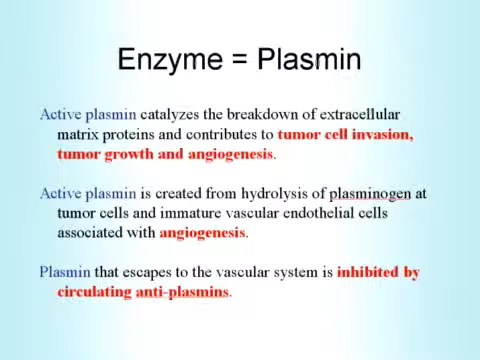 Enzyme = Plasmin
Active plasmin catalyzes the breakdown of extracellular
matrix proteins and contributes to tumor cell invasion,
tumor growth and angiogenesis.
Active plasmin is created from hydrolysis of plasminogen at
tumor cells and immature vascular endothelial cells
associated with angiogenesis.
Plasmin that escapes to the vascular system is inhibited by
circulating anti-plasmins.